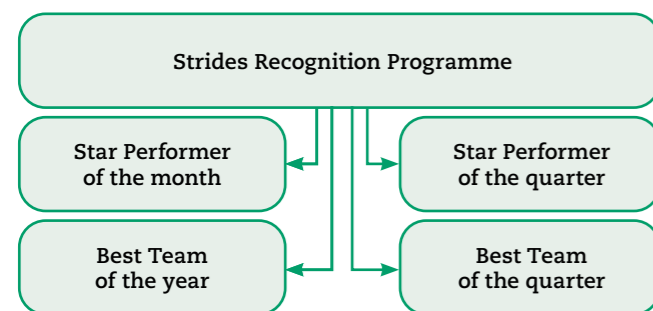 Strides Recognition Programme
Star Performer
of the month
Star Performer
of the quarter
Best Team
of the year
Best Team
of the quarter